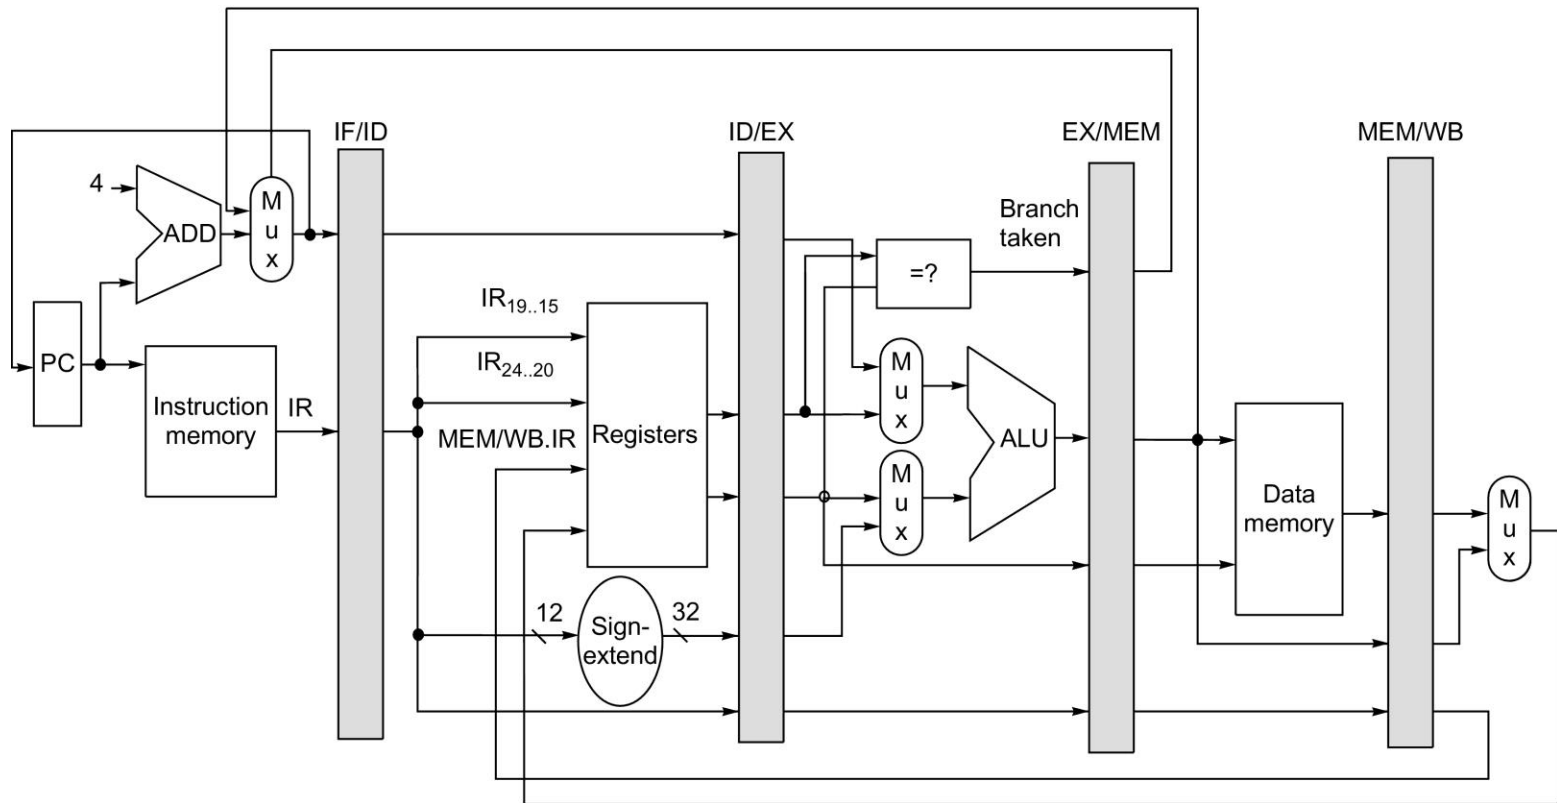 IF/ID
ID/EX
EX/MEM
MEM/WB
4
ADD
M
u
x
Branch
taken
=?
IR19..15
IR24..20
PC
Instruction
memory
IR
MEM/WB.IR
Registers
M
u
x
M
u
x
ALU
Data
memory
M
u
x
12
Sign-
extend
32